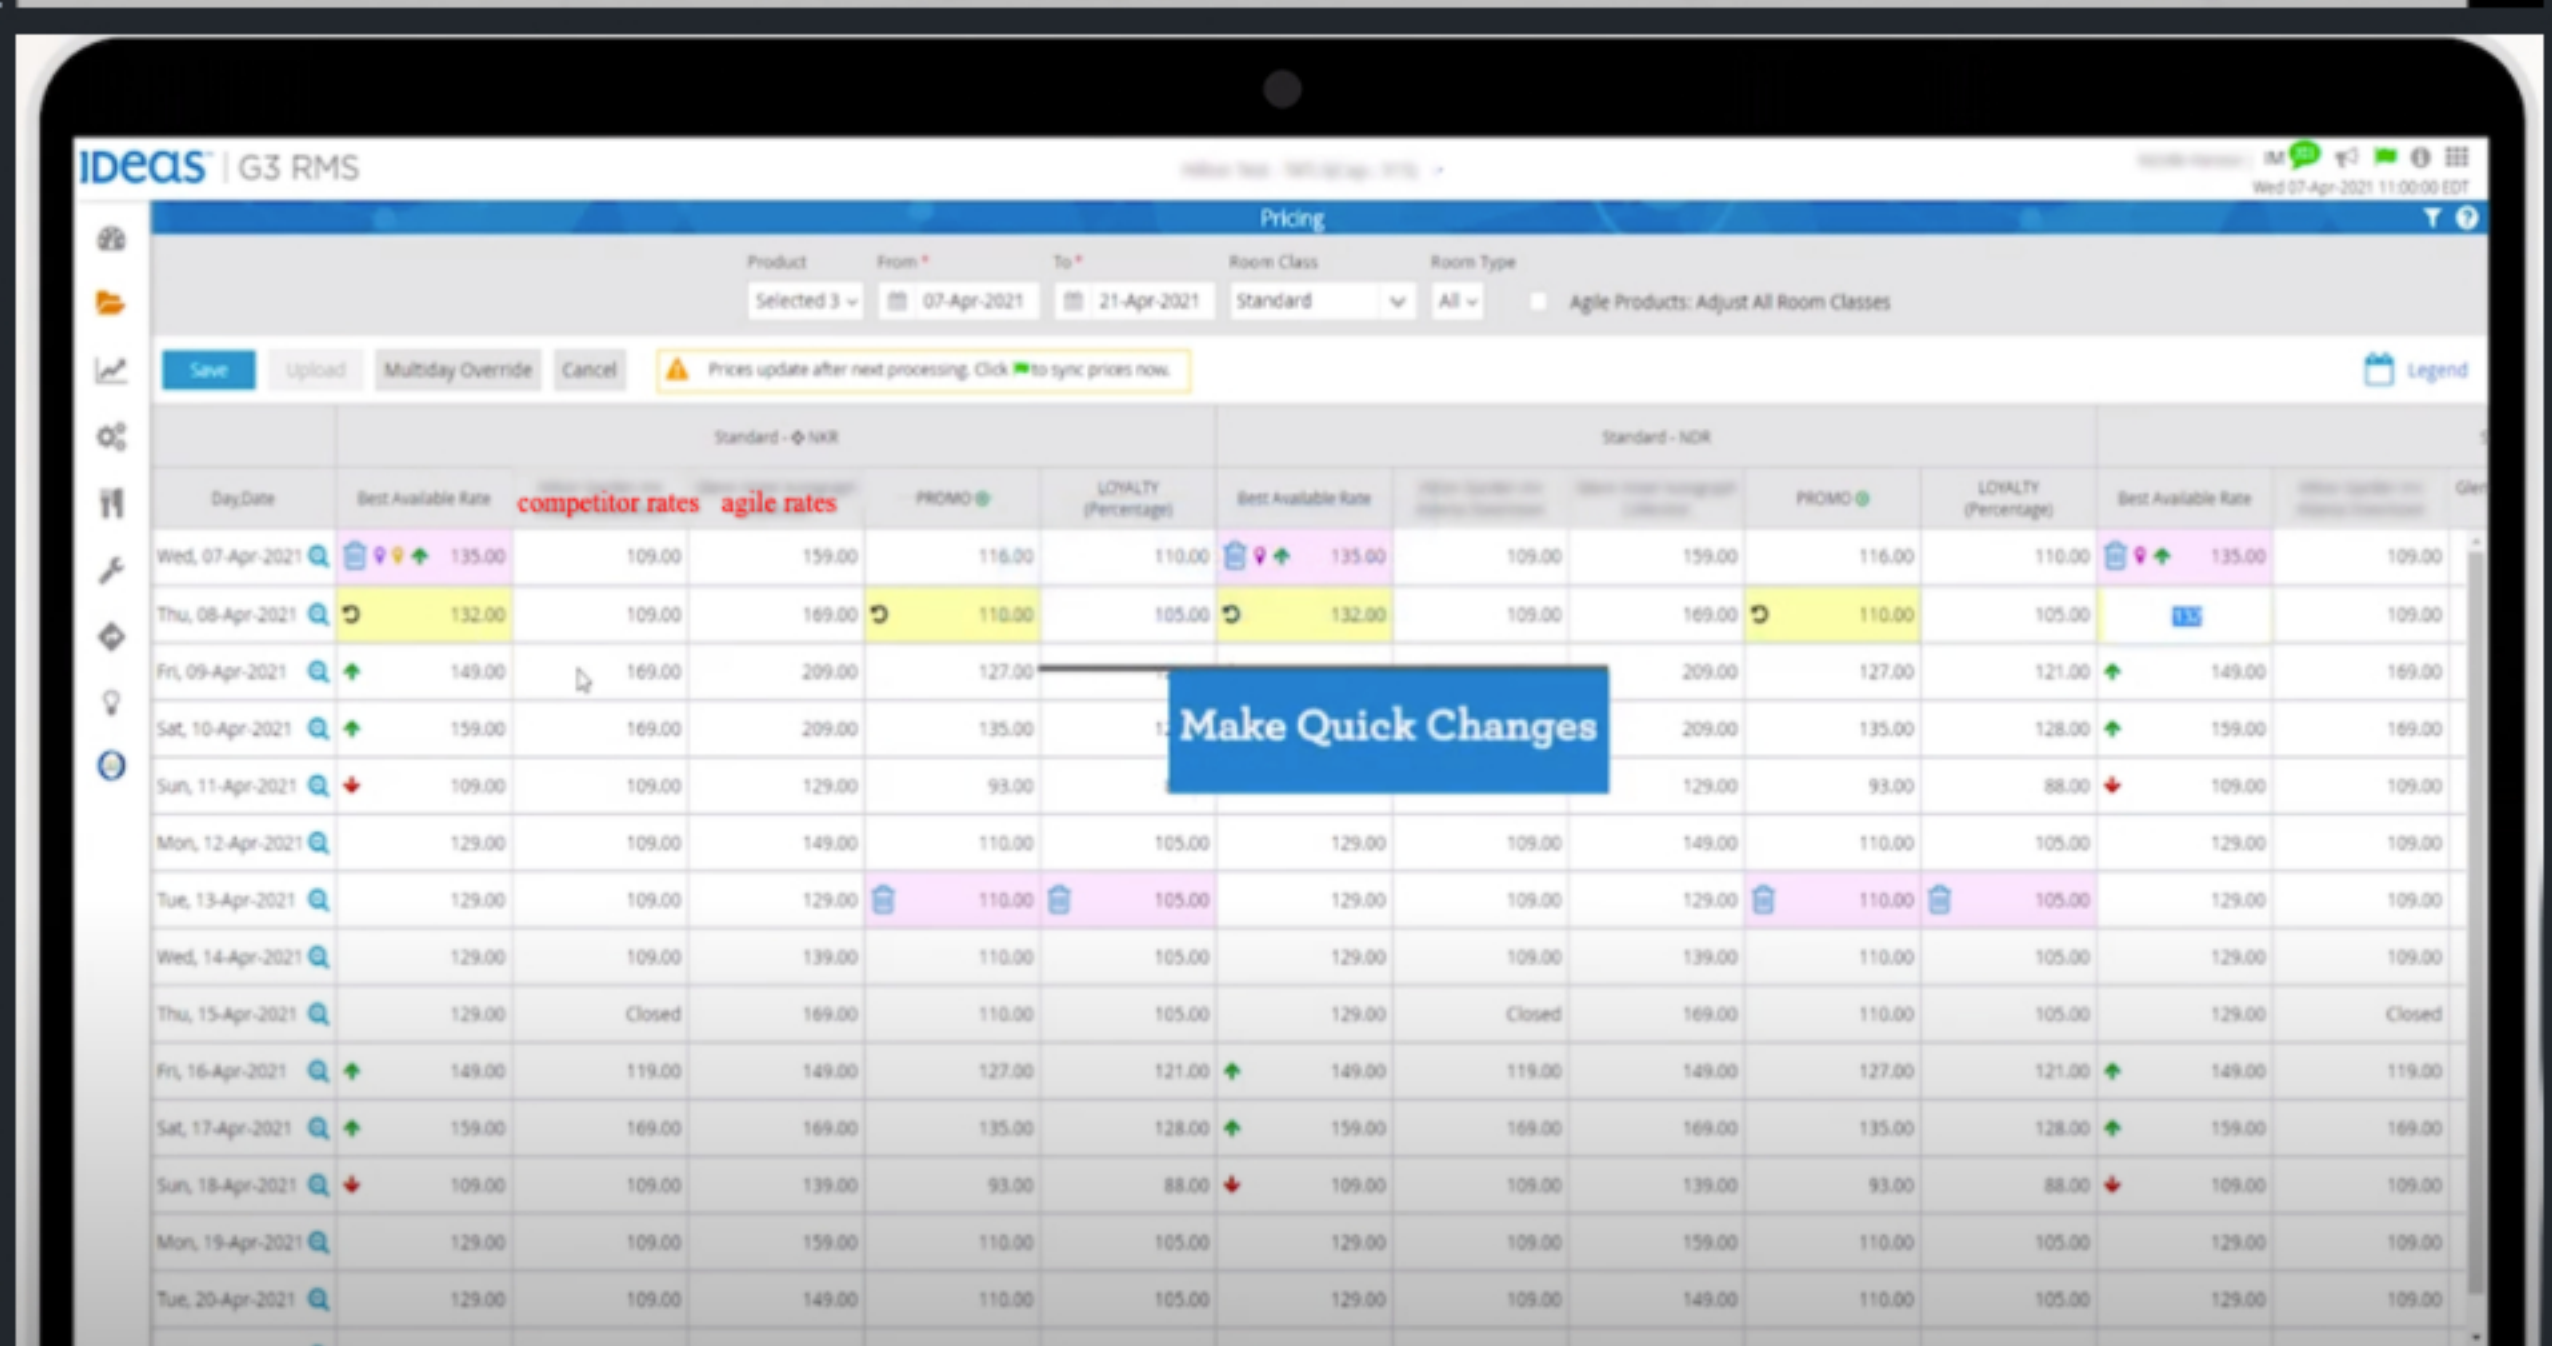 IDeaS | G3 RMS
IM
Wed 07-Apr-2021 11:00:00 EDT
Pricing
Product From * To * Room Class Room Type
Selected 3 07-Apr-2021 21-Apr-2021 Standard All Agile Products: Adjust All Room Classes
Save Upload Multiday Override Cancel Prices update after next processing. Click to sync prices now. Legend
Standard - NKR Standard - NDR
Day,Date Best Available Rate competitor rates agile rates PROMO LOYALTY (Percentage) Best Available Rate PROMO LOYALTY (Percentage) Best Available Rate
Wed, 07-Apr-2021 135.00 109.00 159.00 116.00 110.00 135.00 109.00 159.00 116.00 110.00 135.00 109.00
Thu, 08-Apr-2021 132.00 109.00 169.00 110.00 105.00 132.00 109.00 169.00 110.00 105.00 132 109.00
Fri, 09-Apr-2021 149.00 169.00 209.00 127.00 209.00 127.00 121.00 149.00 169.00
Make Quick Changes
Sat, 10-Apr-2021 159.00 169.00 209.00 135.00 209.00 135.00 128.00 159.00 169.00
Sun, 11-Apr-2021 109.00 109.00 129.00 93.00 129.00 93.00 88.00 109.00 109.00
Mon, 12-Apr-2021 129.00 109.00 149.00 110.00 105.00 129.00 109.00 149.00 110.00 105.00 129.00 109.00
Tue, 13-Apr-2021 129.00 109.00 129.00 110.00 105.00 129.00 109.00 129.00 110.00 105.00 129.00 109.00
Wed, 14-Apr-2021 129.00 109.00 139.00 110.00 105.00 129.00 109.00 139.00 110.00 105.00 129.00 109.00
Thu, 15-Apr-2021 129.00 Closed 169.00 110.00 105.00 129.00 Closed 169.00 110.00 105.00 129.00 Closed
Fri, 16-Apr-2021 149.00 119.00 149.00 127.00 121.00 149.00 119.00 149.00 127.00 121.00 149.00 119.00
Sat, 17-Apr-2021 159.00 169.00 169.00 135.00 128.00 159.00 169.00 169.00 135.00 128.00 159.00 169.00
Sun, 18-Apr-2021 109.00 109.00 139.00 93.00 88.00 109.00 109.00 139.00 93.00 88.00 109.00 109.00
Mon, 19-Apr-2021 129.00 109.00 159.00 110.00 105.00 129.00 109.00 159.00 110.00 105.00 129.00 109.00
Tue, 20-Apr-2021 129.00 109.00 149.00 110.00 105.00 129.00 109.00 149.00 110.00 105.00 129.00 109.00